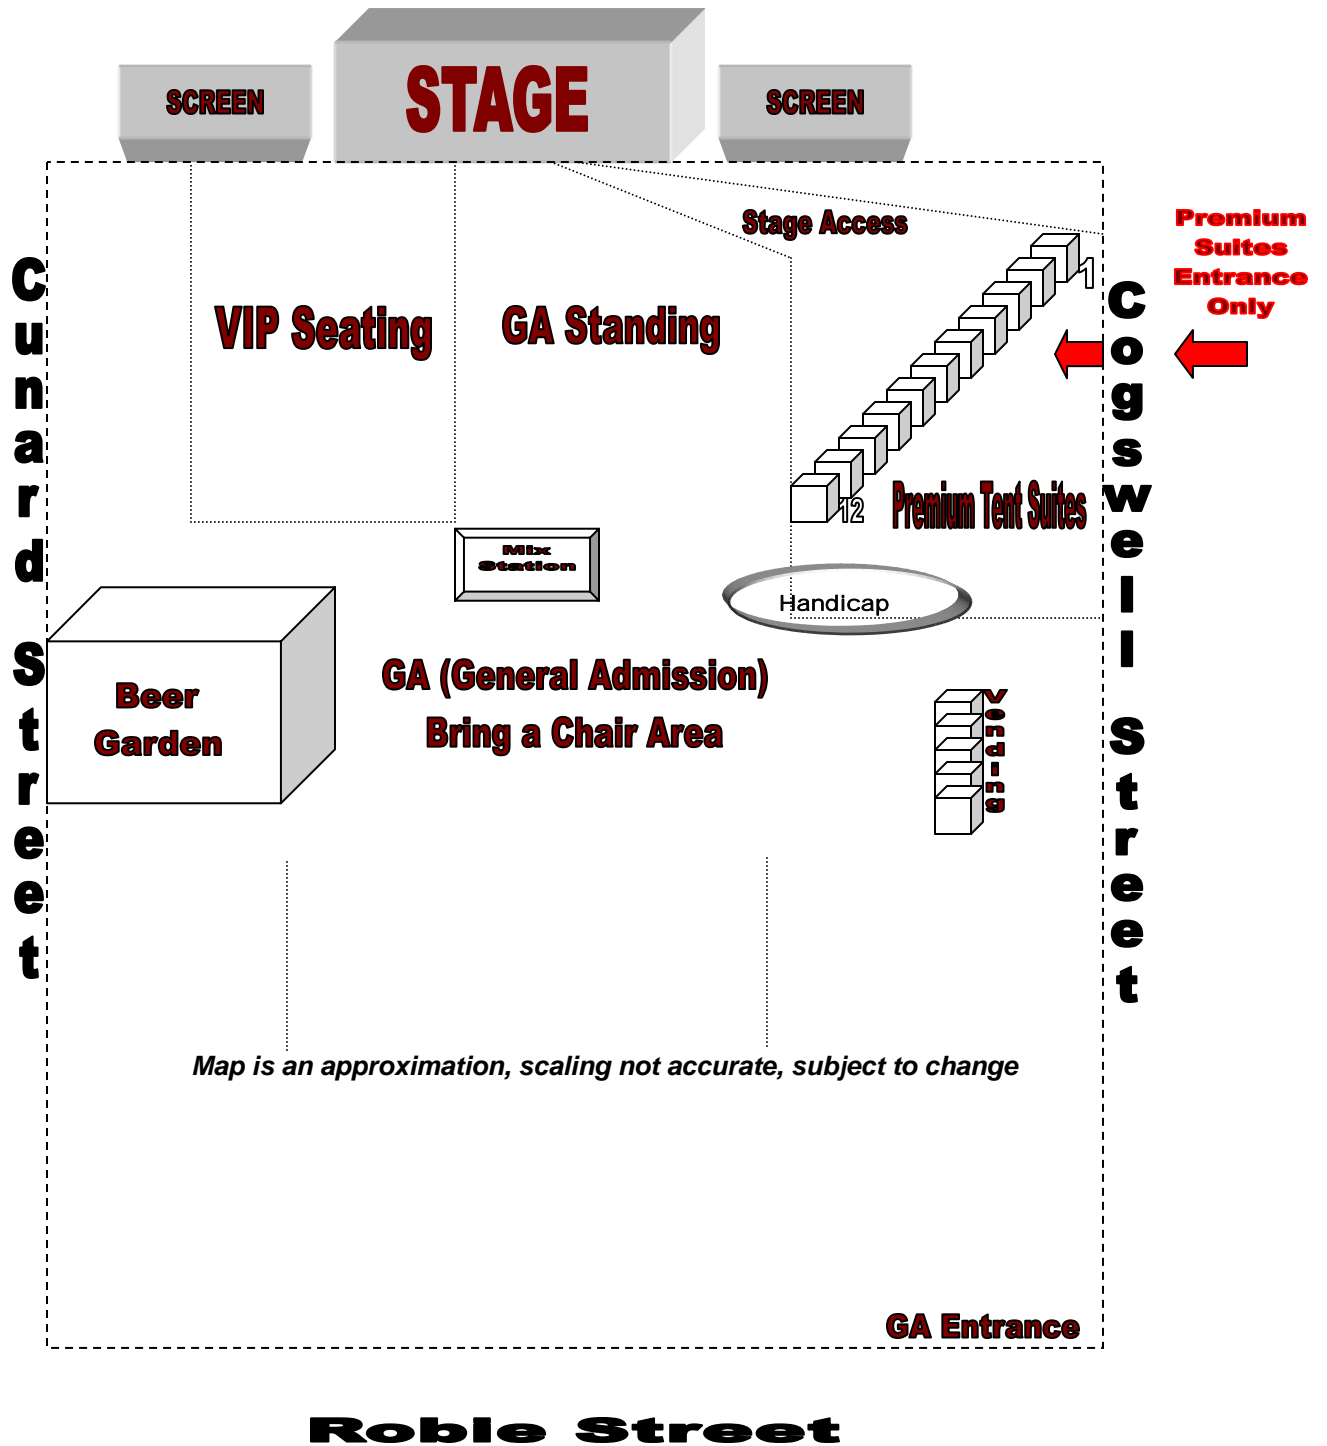 STAGE
SCREEN
SCREEN
Stage Access
Premium
Suites
Entrance
Only
1
Cunard Street
Cogswell Street
VIP Seating
GA Standing
Premium Tent Suites
12
Mix
Station
Handicap
GA (General Admission)
Bring a Chair Area
Beer
Garden
Vending
Map is an approximation, scaling not accurate, subject to change
GA Entrance
Robie Street